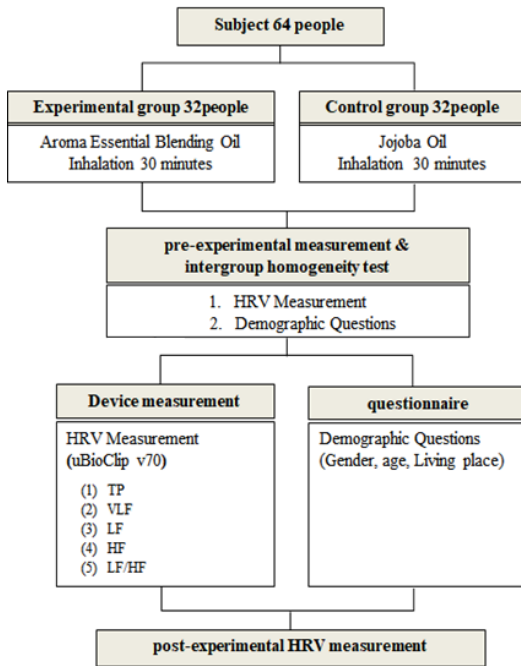 Subject 64 people
Experimental group 32people
Aroma Essential Blending Oil
Inhalation 30 minutes
Control group 32people
Jojoba Oil
Inhalation 30 minutes
pre-experimental measurement &
intergroup homogeneity test
1. HRV Measurement
2. Demographic Questions
Device measurement
HRV Measurement
(uBioClip v70)
(1) TP
(2) VLF
(3) LF
(4) HF
(5) LF/HF
questionnaire
Demographic Questions
(Gender, age, Living place)
post-experimental HRV measurement